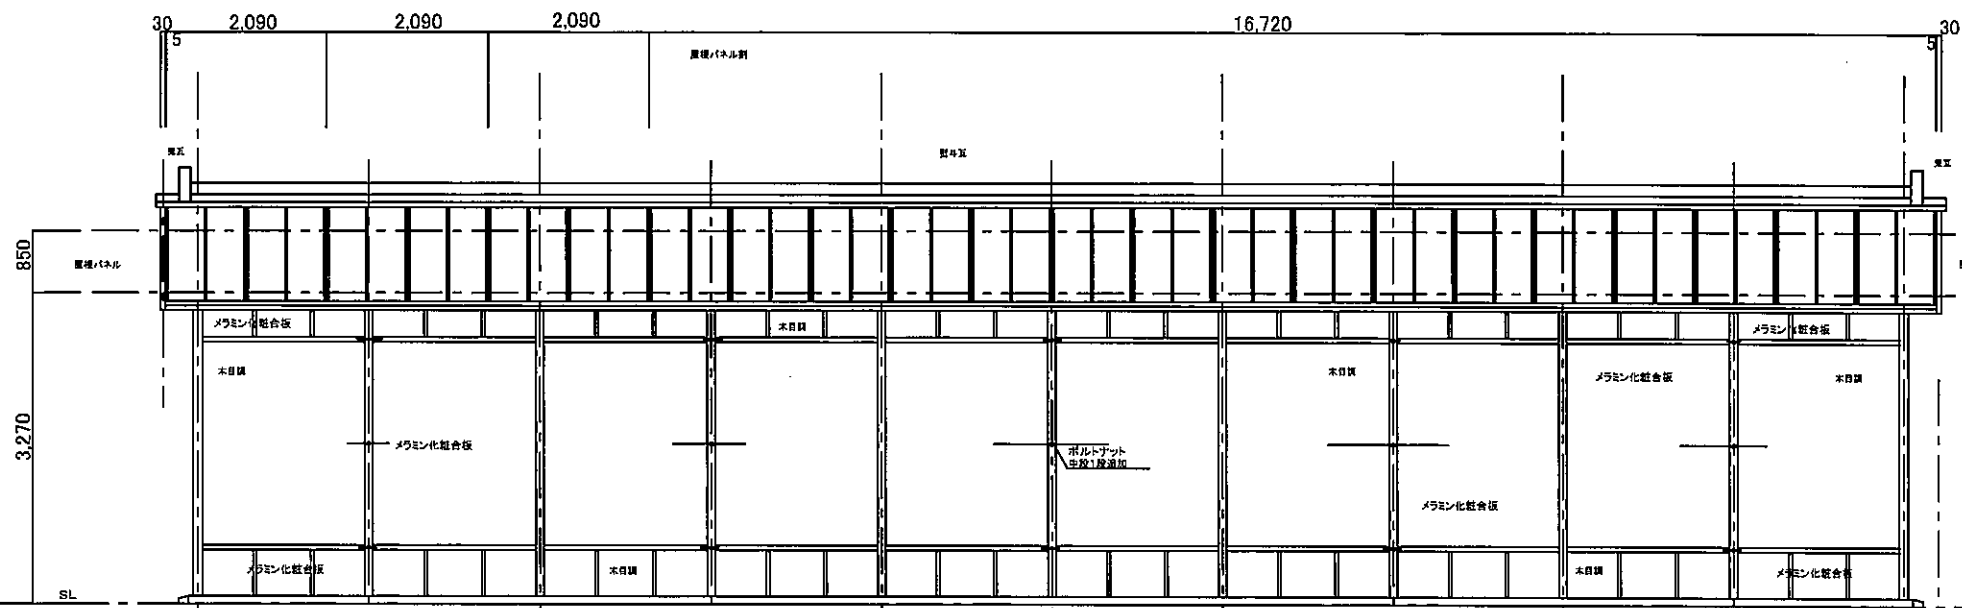 30
2,090
2,090
2,090
16,720
30
5
5
屋根パネル割
鬼瓦
熨斗瓦
鬼瓦
850
屋根パネル
メラミン化粧合板
木目調
メラミン化粧合板
木目調
木目調
メラミン化粧合板
木目調
3,270
メラミン化粧合板
ボルトナット
中段1段追加
メラミン化粧合板
メラミン化粧合板
木目調
木目調
メラミン化粧合板
SL